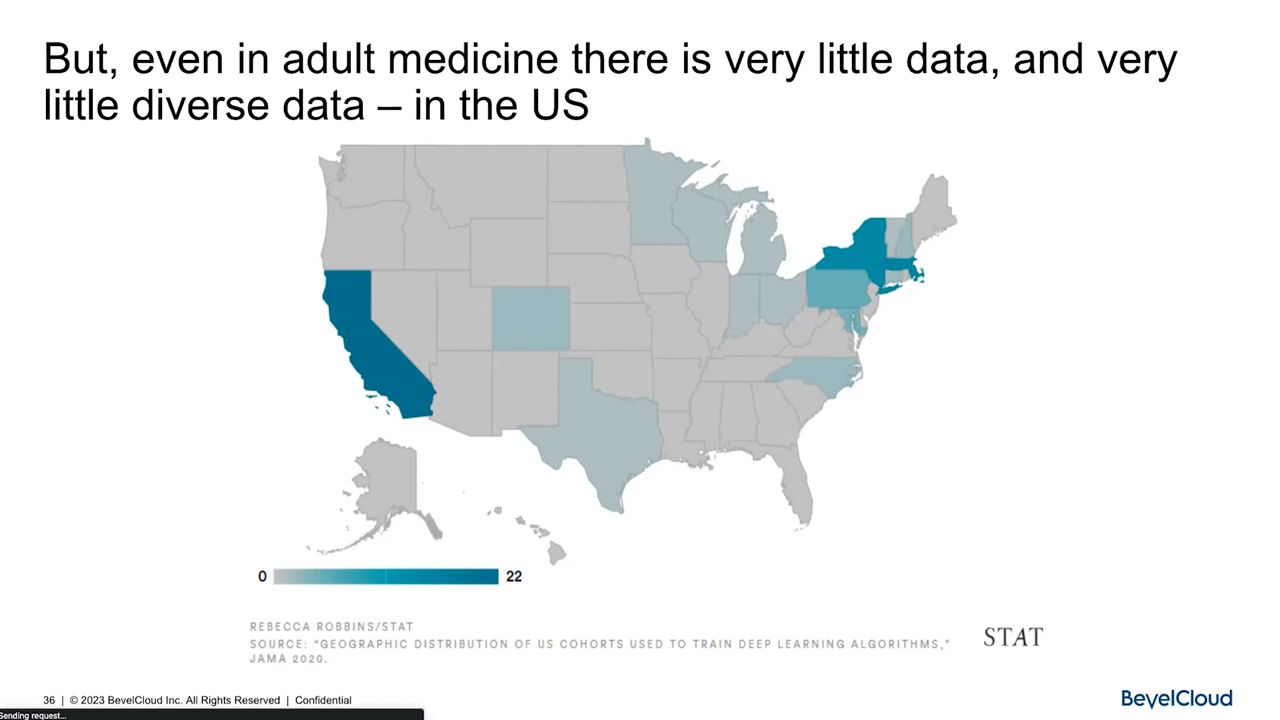 But, even in adult medicine there is very little data, and very
little diverse data – in the US
0
22
REBECCA ROBBINS/STAT
SOURCE: "GEOGRAPHIC DISTRIBUTION OF US COHORTS USED TO TRAIN DEEP LEARNING ALGORITHMS,"
JAMA 2020.
STAT
36 | © 2023 BevelCloud Inc. All Rights Reserved | Confidential
BevelCloud
Sending request...